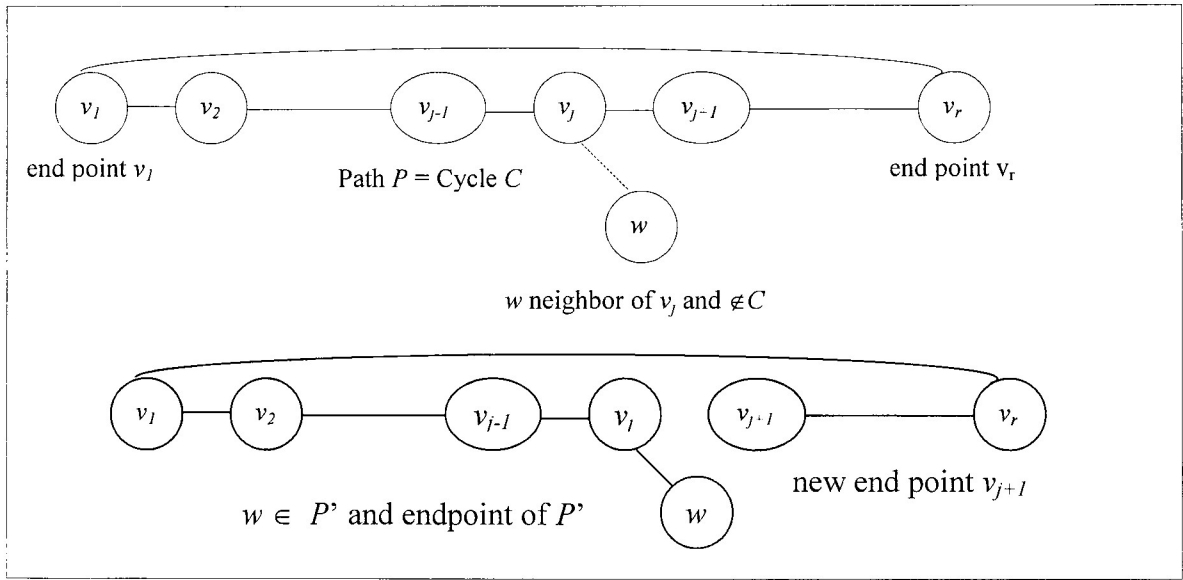 v₁ v₂ vⱼ₋₁ vⱼ vⱼ₊₁ vᵣ
end point v₁
Path P = Cycle C
end point vᵣ
w
w neighbor of vⱼ and ∉ C
v₁ v₂ vⱼ₋₁ vⱼ vⱼ₊₁ vᵣ
new end point vⱼ₊₁
w ∈ P’ and endpoint of P’
w